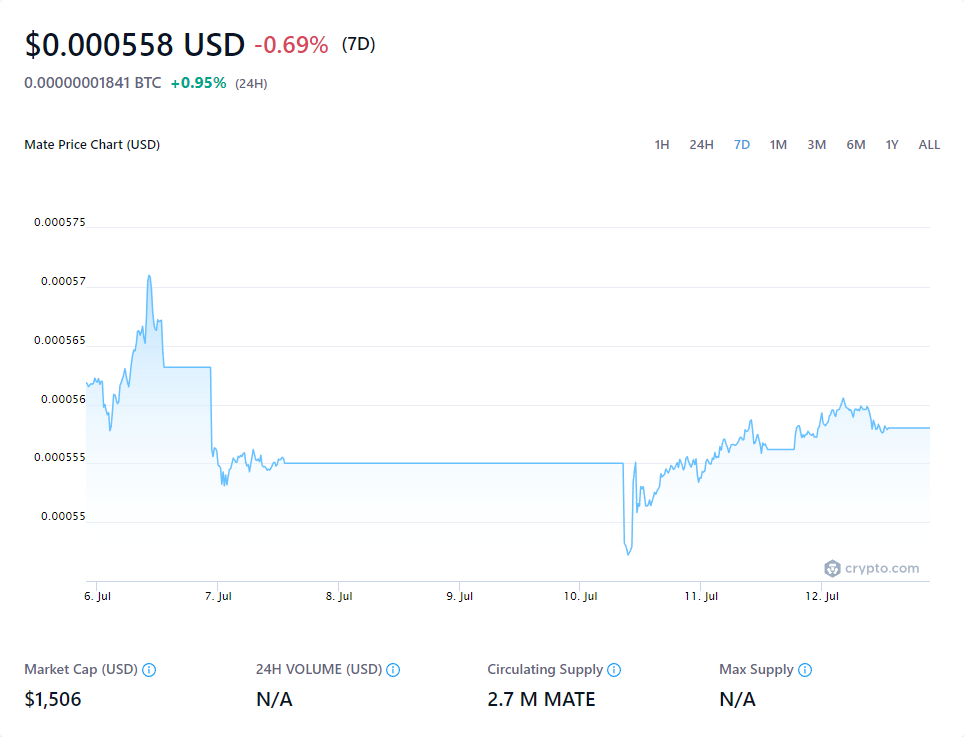 $0.000558 USD -0.69% (7D)
0.00000001841 BTC +0.95% (24H)
Mate Price Chart (USD)
1H 24H 7D 1M 3M 6M 1Y ALL
0.000575
0.00057
0.000565
0.00056
0.000555
0.00055
crypto.com
6. Jul 7. Jul 8. Jul 9. Jul 10. Jul 11. Jul 12. Jul
Market Cap (USD) 24H VOLUME (USD) Circulating Supply Max Supply
$1,506 N/A 2.7 M MATE N/A